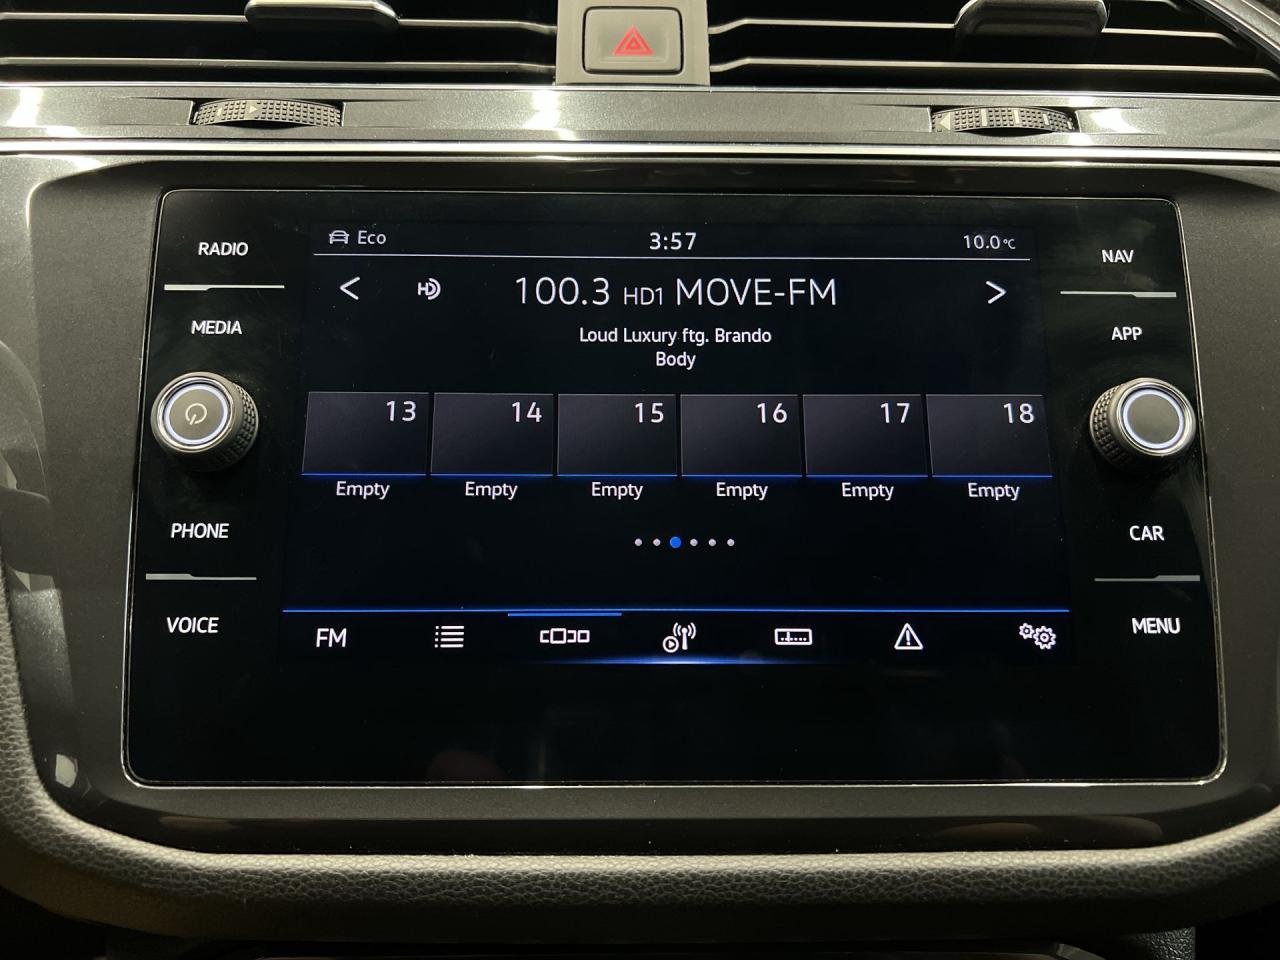 RADIO
MEDIA
PHONE
VOICE
Eco
3:57
10.0°C
HD
100.3 HD1 MOVE-FM
Loud Luxury ftg. Brando
Body
13
14
15
16
17
18
Empty
Empty
Empty
Empty
Empty
Empty
FM
NAV
APP
CAR
MENU